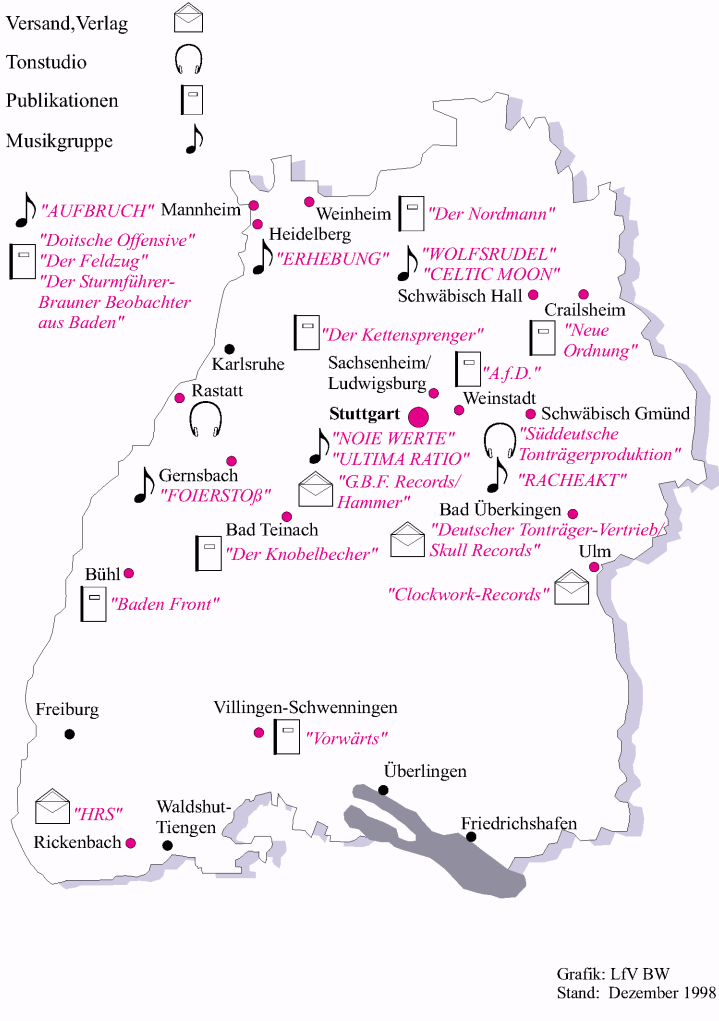 Versand,Verlag
Tonstudio
Publikationen
Musikgruppe
"AUFBRUCH"
Mannheim
"Doitsche Offensive"
"Der Feldzug"
"Der Sturmführer-
Brauner Beobachter
aus Baden"
Weinheim
"Der Nordmann"
Heidelberg
"ERHEBUNG"
"WOLFSRUDEL"
"CELTIC MOON"
Schwäbisch Hall
Crailsheim
"Neue
Ordnung"
"Der Kettensprenger"
Karlsruhe
Sachsenheim/
Ludwigsburg
"A.f.D."
Weinstadt
Rastatt
Stuttgart
"NOIE WERTE"
"ULTIMA RATIO"
"G.B.F. Records/
Hammer"
Schwäbisch Gmünd
"Süddeutsche
Tonträgerproduktion"
"RACHEAKT"
Gernsbach
"FOIERSTOß"
Bad Teinach
"Der Knobelbecher"
Bad Überkingen
"Deutscher Tonträger-Vertrieb/
Skull Records"
Ulm
"Clockwork-Records"
Bühl
"Baden Front"
Freiburg
Villingen-Schwenningen
"Vorwärts"
Überlingen
"HRS"
Rickenbach
Waldshut-
Tiengen
Friedrichshafen
Grafik: LfV BW
Stand: Dezember 1998